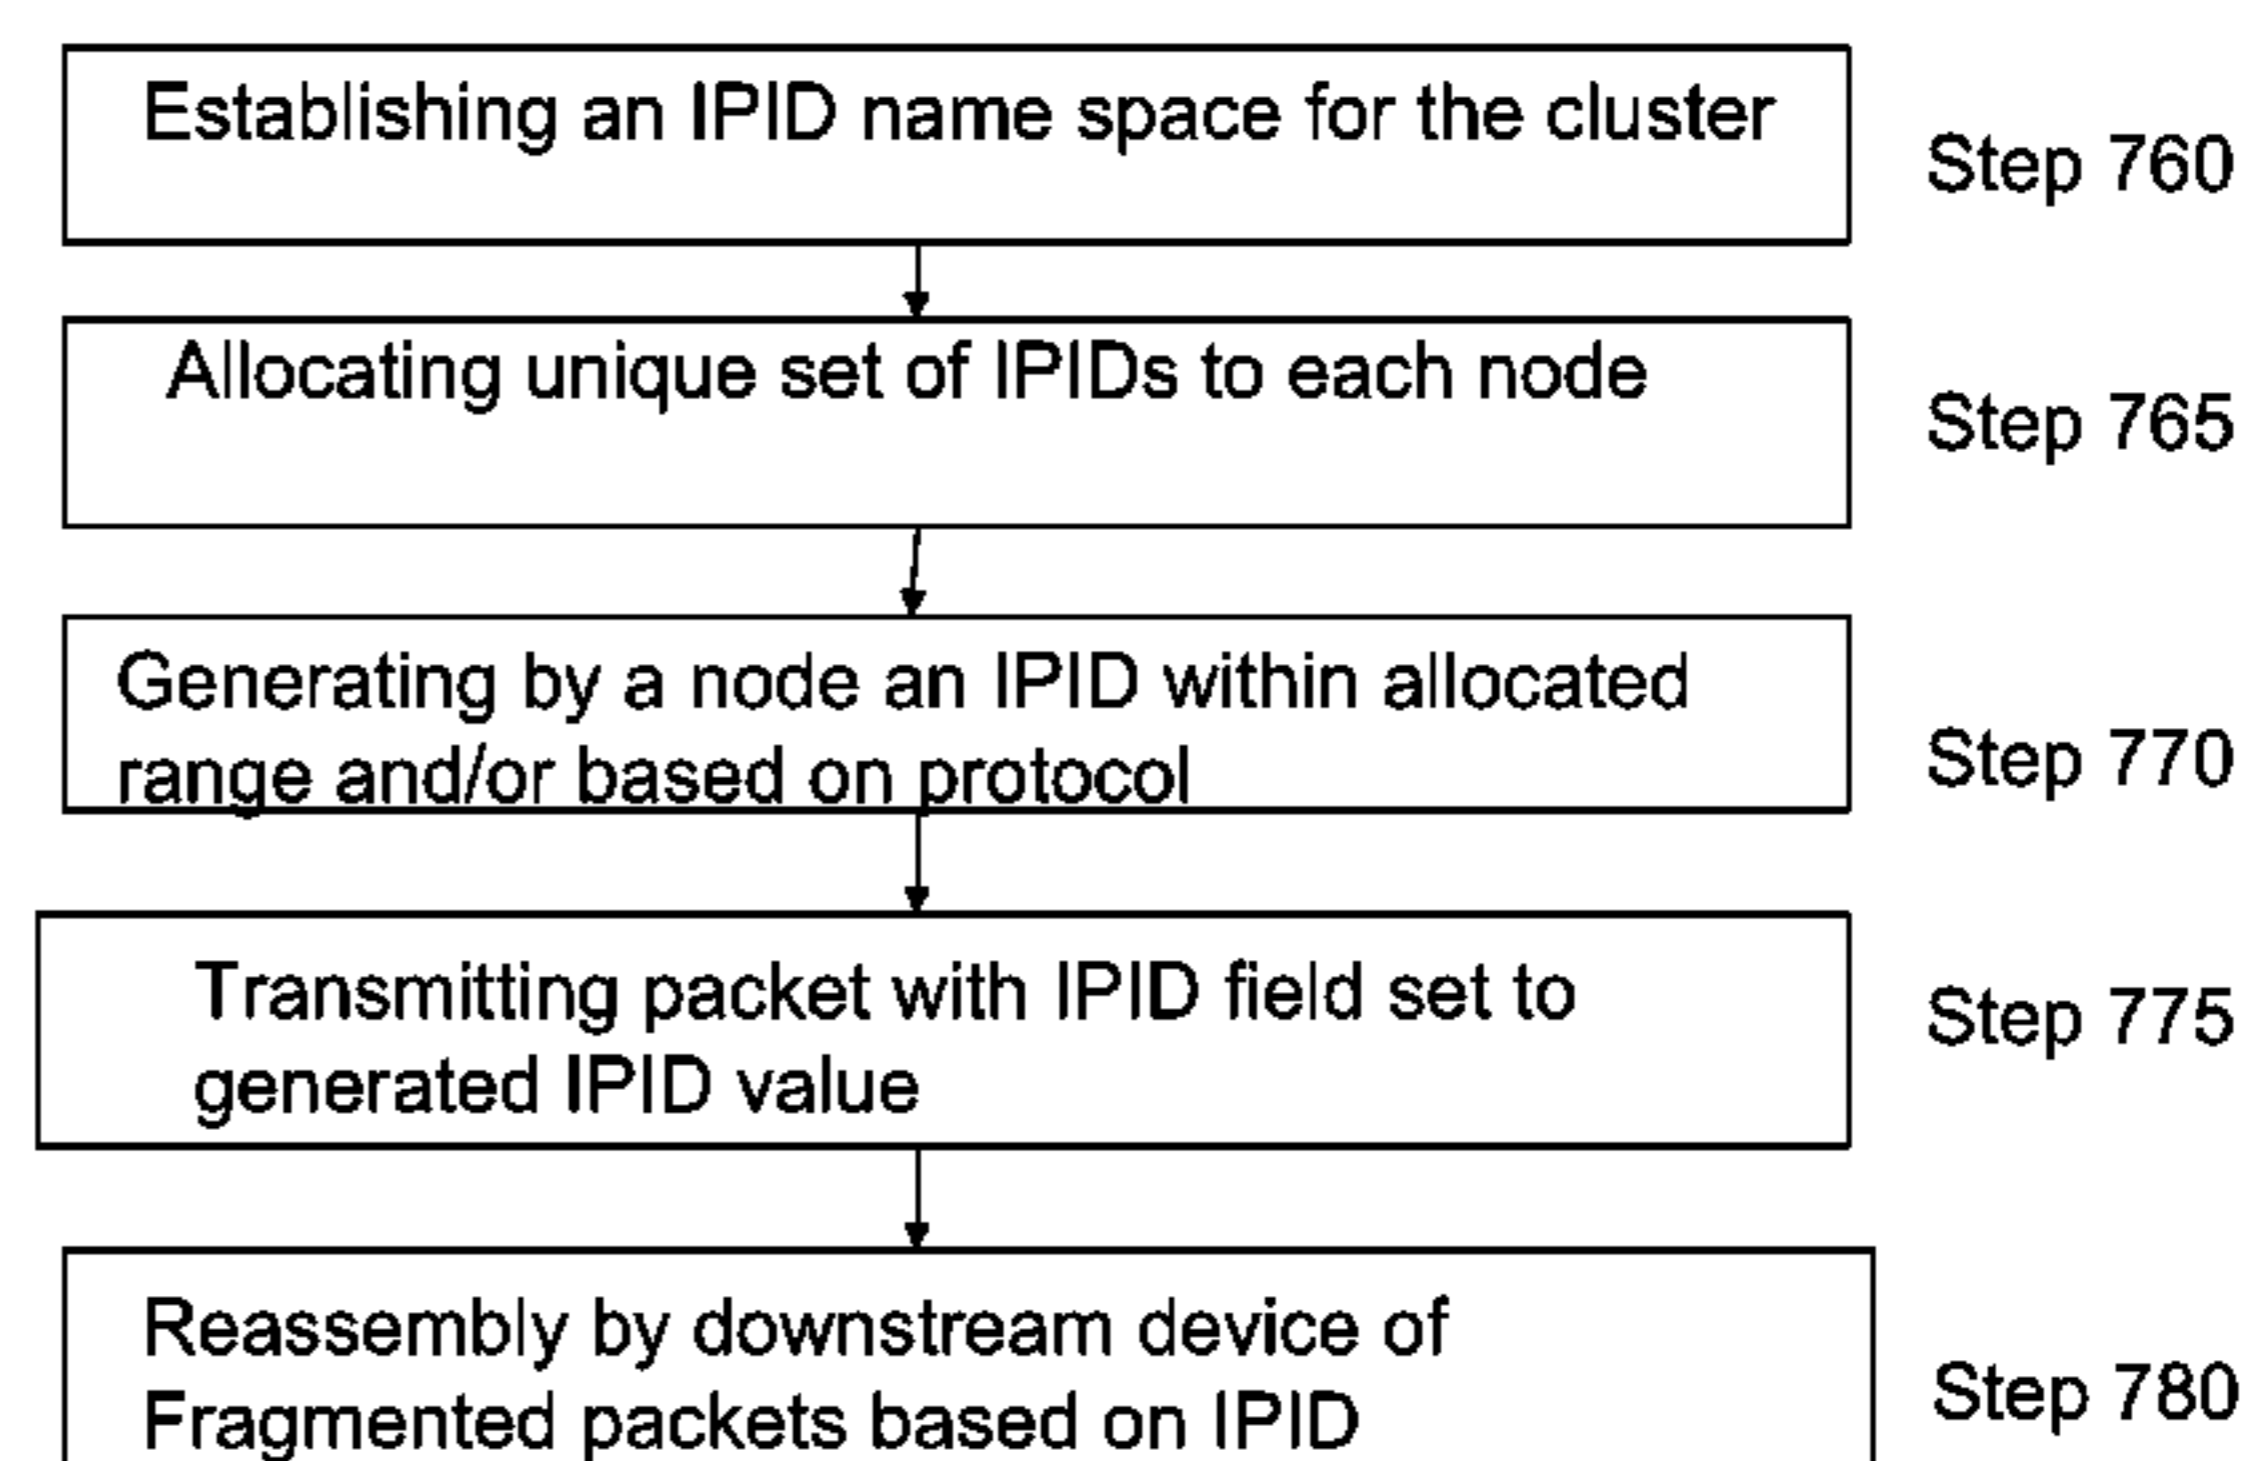 Establishing an IPID name space for the cluster
Step 760
Allocating unique set of IPIDs to each node
Step 765
Generating by a node an IPID within allocated
range and/or based on protocol
Step 770
Transmitting packet with IPID field set to
generated IPID value
Step 775
Reassembly by downstream device of
Fragmented packets based on IPID
Step 780